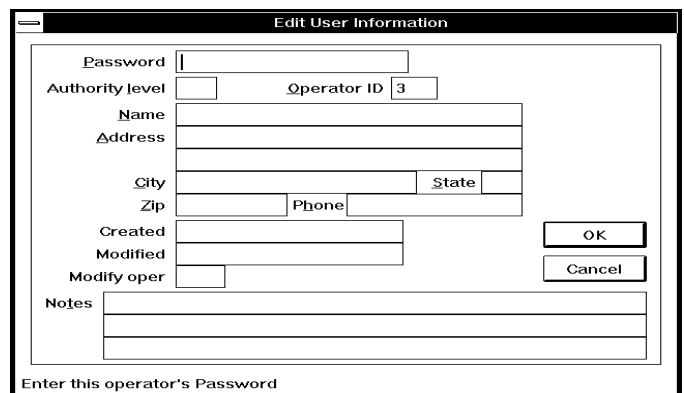 Edit User Information
Password
Authority level Operator ID 3
Name
Address
City State
Zip Phone
Created
OK
Modified
Cancel
Modify oper
Notes
Enter this operator's Password